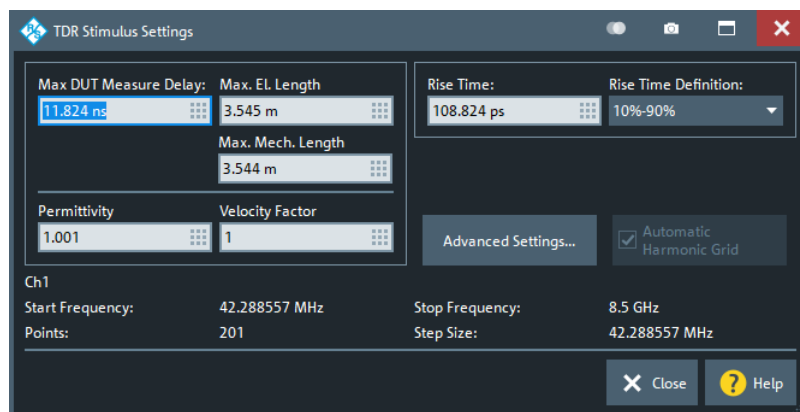 TDR Stimulus Settings
Max DUT Measure Delay: Max. El. Length
11.824 ns 3.545 m
Max. Mech. Length
3.544 m
Permittivity Velocity Factor
1.001 1
Rise Time: Rise Time Definition:
108.824 ps 10%-90%
Advanced Settings... Automatic
Harmonic Grid
Ch1
Start Frequency: 42.288557 MHz Stop Frequency: 8.5 GHz
Points: 201 Step Size: 42.288557 MHz
Close ? Help